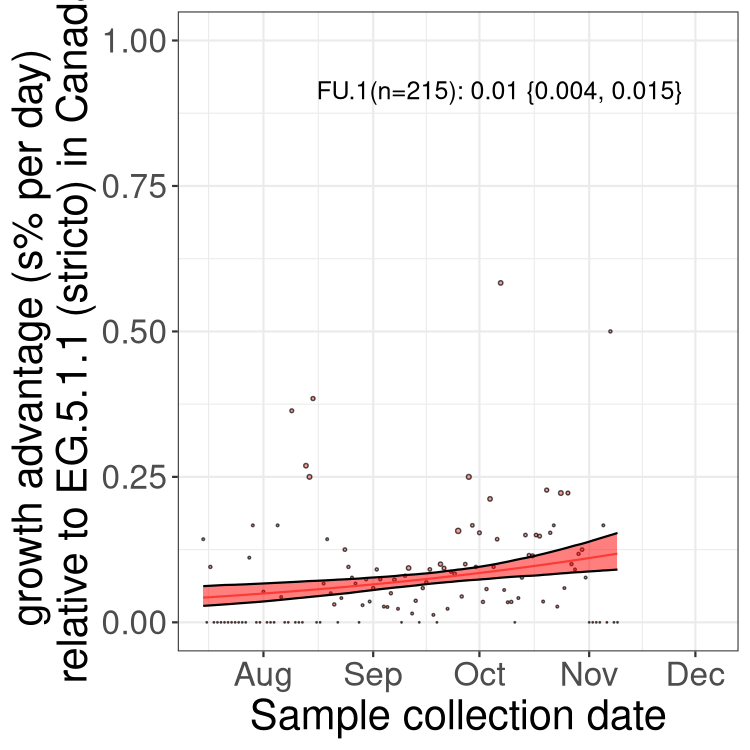 growth advantage (s% per day)
relative to EG.5.1.1 (stricto) in Canada
1.00
0.75
0.50
0.25
0.00
FU.1(n=215): 0.01 {0.004, 0.015}
Aug Sep Oct Nov Dec
Sample collection date